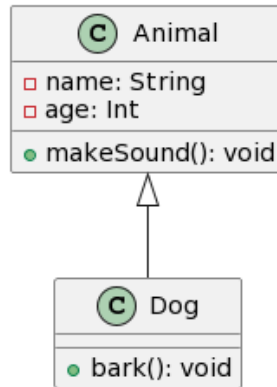 C Animal
name: String
age: Int
makeSound(): void
C Dog
bark(): void